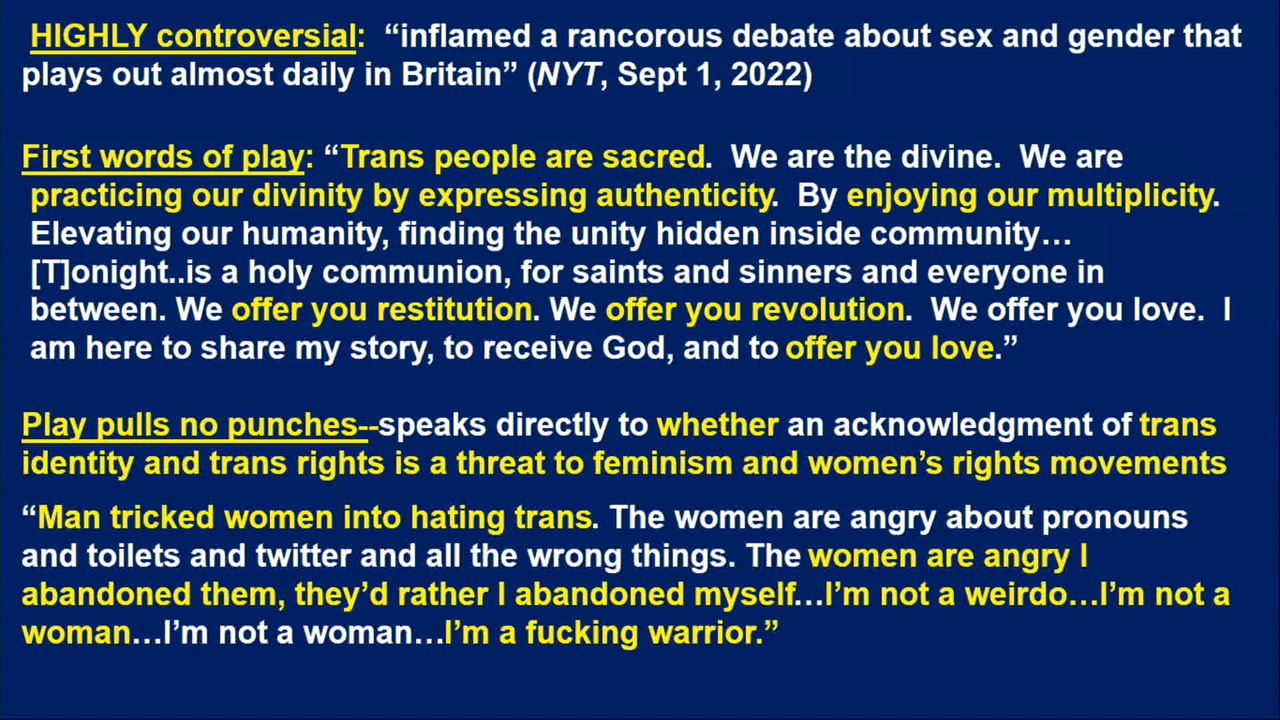 HIGHLY controversial: “inflamed a rancorous debate about sex and gender that
plays out almost daily in Britain” (NYT, Sept 1, 2022)
First words of play: “Trans people are sacred. We are the divine. We are
practicing our divinity by expressing authenticity. By enjoying our multiplicity.
Elevating our humanity, finding the unity hidden inside community…
[T]onight..is a holy communion, for saints and sinners and everyone in
between. We offer you restitution. We offer you revolution. We offer you love. I
am here to share my story, to receive God, and to offer you love.”
Play pulls no punches--speaks directly to whether an acknowledgment of trans
identity and trans rights is a threat to feminism and women’s rights movements
“Man tricked women into hating trans. The women are angry about pronouns
and toilets and twitter and all the wrong things. The women are angry I
abandoned them, they’d rather I abandoned myself…I’m not a weirdo…I’m not a
woman…I’m not a woman…I’m a fucking warrior.”